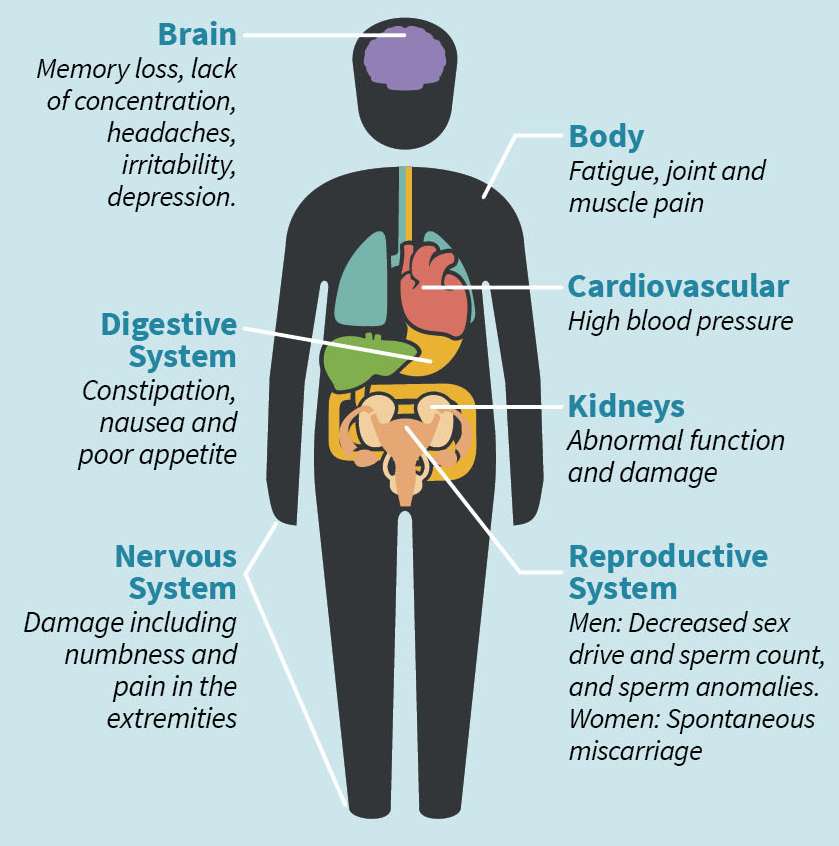 Brain
Memory loss, lack
of concentration,
headaches,
irritability,
depression.
Body
Fatigue, joint and
muscle pain
Cardiovascular
High blood pressure
Digestive
System
Constipation,
nausea and
poor appetite
Kidneys
Abnormal function
and damage
Nervous
System
Damage including
numbness and
pain in the
extremities
Reproductive
System
Men: Decreased sex
drive and sperm count,
and sperm anomalies.
Women: Spontaneous
miscarriage